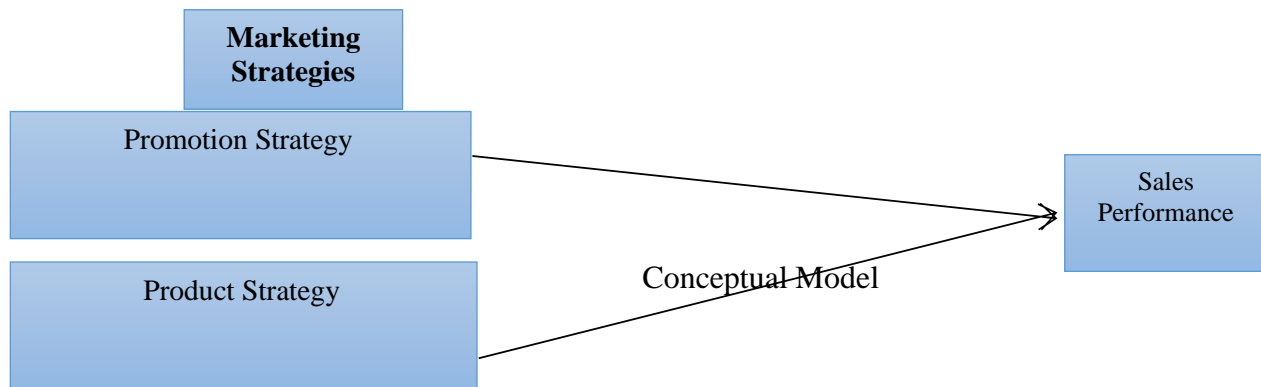 Marketing
Strategies
Promotion Strategy
Sales
Performance
Conceptual Model
Product Strategy